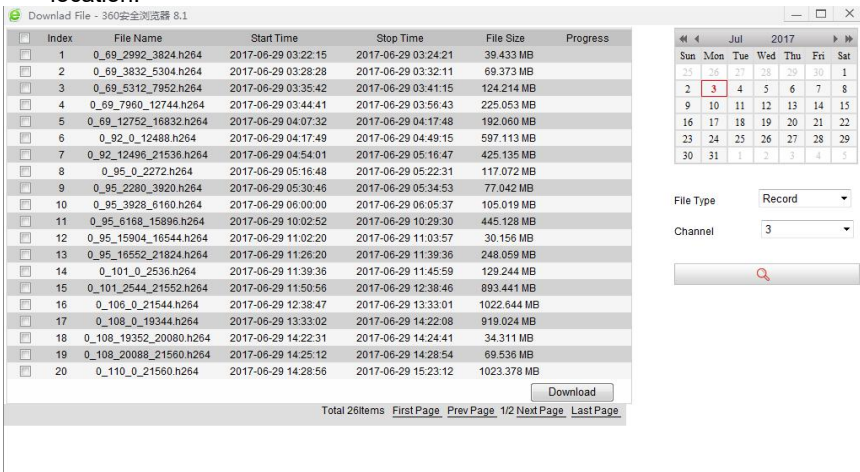 location.
Downlad File - 360安全浏览器 8.1
Index File Name Start Time Stop Time File Size Progress
1 0_69_2992_3824.h264 2017-06-29 03:22:15 2017-06-29 03:24:21 39.433 MB
2 0_69_3832_5304.h264 2017-06-29 03:28:28 2017-06-29 03:32:11 69.373 MB
3 0_69_5312_7952.h264 2017-06-29 03:35:42 2017-06-29 03:41:15 124.214 MB
4 0_69_7960_12744.h264 2017-06-29 03:44:41 2017-06-29 03:56:43 225.053 MB
5 0_69_12752_16832.h264 2017-06-29 04:07:32 2017-06-29 04:17:48 192.060 MB
6 0_92_0_12488.h264 2017-06-29 04:17:49 2017-06-29 04:49:15 597.113 MB
7 0_92_12496_21536.h264 2017-06-29 04:54:01 2017-06-29 05:16:47 425.135 MB
8 0_95_0_2272.h264 2017-06-29 05:16:48 2017-06-29 05:22:31 117.072 MB
9 0_95_2280_3920.h264 2017-06-29 05:30:46 2017-06-29 05:34:53 77.042 MB
10 0_95_3928_6160.h264 2017-06-29 06:00:00 2017-06-29 06:05:37 105.019 MB
11 0_95_6168_15896.h264 2017-06-29 10:02:52 2017-06-29 10:29:30 445.128 MB
12 0_95_15904_16544.h264 2017-06-29 11:02:20 2017-06-29 11:03:57 30.156 MB
13 0_95_16552_21824.h264 2017-06-29 11:26:20 2017-06-29 11:39:36 248.059 MB
14 0_101_0_2536.h264 2017-06-29 11:39:36 2017-06-29 11:45:59 129.244 MB
15 0_101_2544_21552.h264 2017-06-29 11:50:56 2017-06-29 12:38:46 893.441 MB
16 0_106_0_21544.h264 2017-06-29 12:38:47 2017-06-29 13:33:01 1022.644 MB
17 0_108_0_19344.h264 2017-06-29 13:33:02 2017-06-29 14:22:08 919.024 MB
18 0_108_19352_20080.h264 2017-06-29 14:22:31 2017-06-29 14:24:41 34.311 MB
19 0_108_20088_21560.h264 2017-06-29 14:25:12 2017-06-29 14:28:54 69.536 MB
20 0_110_0_21560.h264 2017-06-29 14:28:56 2017-06-29 15:23:12 1023.378 MB
Download
Total 26Items First Page Prev Page 1/2 Next Page Last Page
Jul 2017
Sun Mon Tue Wed Thu Fri Sat
25 26 27 28 29 30 1
2 3 4 5 6 7 8
9 10 11 12 13 14 15
16 17 18 19 20 21 22
23 24 25 26 27 28 29
30 31 1 2 3 4 5
File Type Record
Channel 3